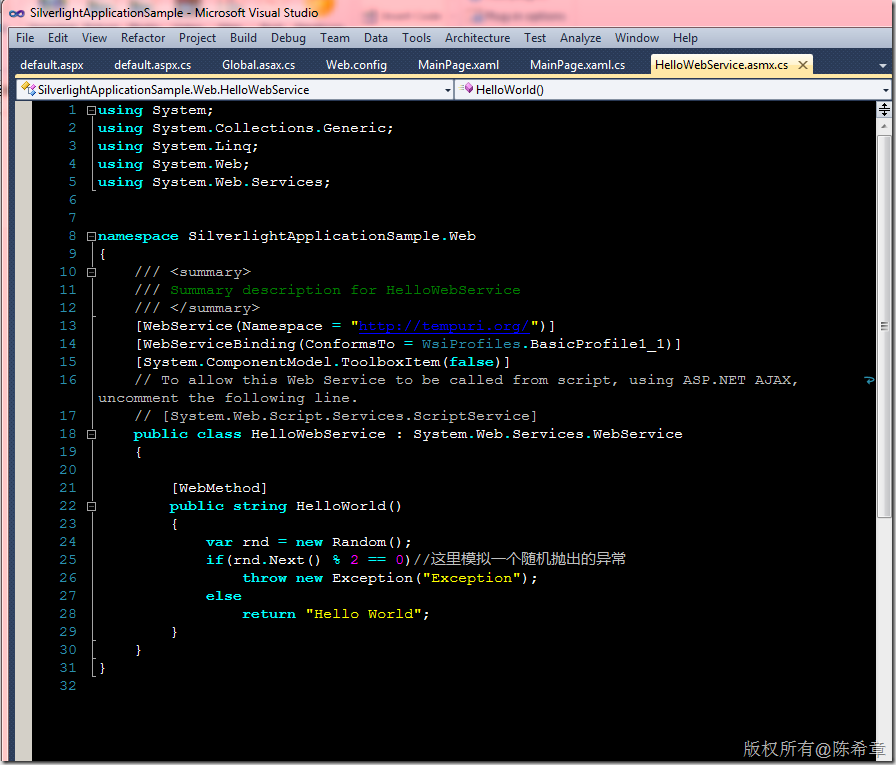 SilverlightApplicationSample - Microsoft Visual Studio
File Edit View Refactor Project Build Debug Team Data Tools Architecture Test Analyze Window Help
default.aspx default.aspx.cs Global.asax.cs Web.config MainPage.xaml MainPage.xaml.cs HelloWebService.asmx.cs
SilverlightApplicationSample.Web.HelloWebService HelloWorld()
1 using System;
2 using System.Collections.Generic;
3 using System.Linq;
4 using System.Web;
5 using System.Web.Services;
6
7
8 namespace SilverlightApplicationSample.Web
9 {
10 /// <summary>
11 /// Summary description for HelloWebService
12 /// </summary>
13 [WebService(Namespace = "http://tempuri.org/")]
14 [WebServiceBinding(ConformsTo = WsiProfiles.BasicProfile1_1)]
15 [System.ComponentModel.ToolboxItem(false)]
16 // To allow this Web Service to be called from script, using ASP.NET AJAX,
uncomment the following line.
17 // [System.Web.Script.Services.ScriptService]
18 public class HelloWebService : System.Web.Services.WebService
19 {
20
21 [WebMethod]
22 public string HelloWorld()
23 {
24 var rnd = new Random();
25 if(rnd.Next() % 2 == 0)//这里模拟一个随机抛出的异常
26 throw new Exception("Exception");
27 else
28 return "Hello World";
29 }
30 }
31 }
32
版权所有@陈希章